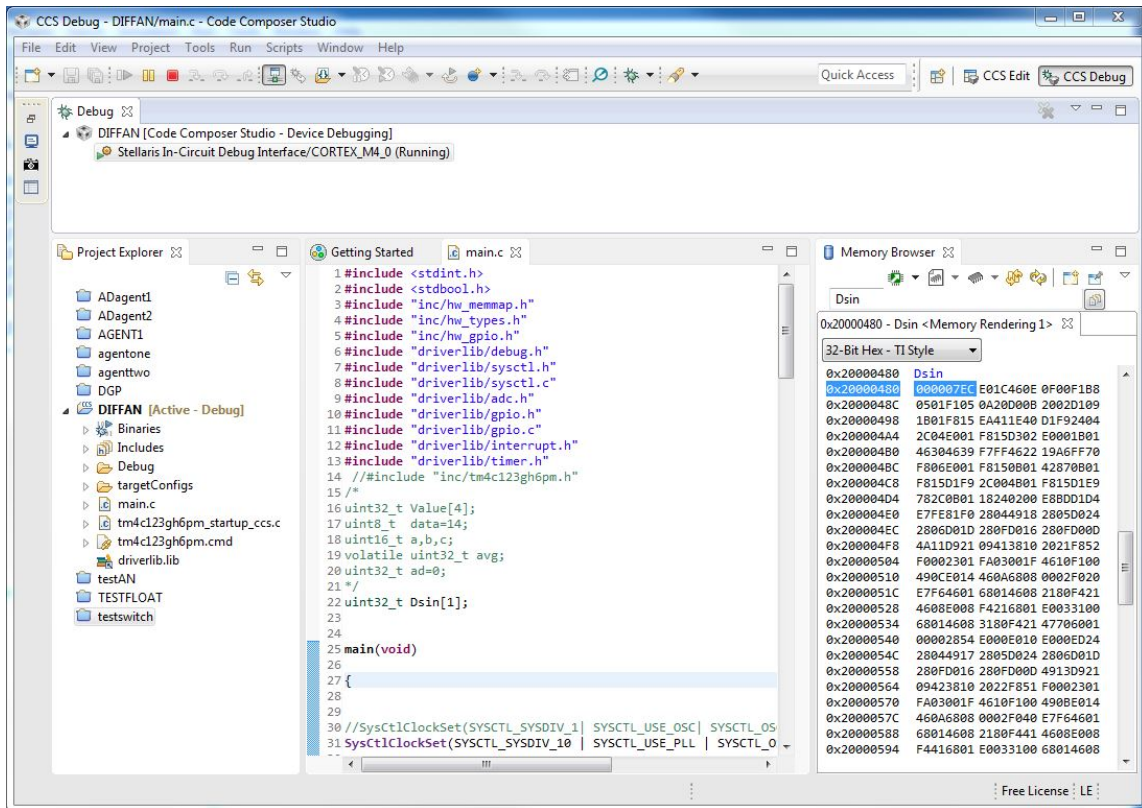 CCS Debug - DIFFAN/main.c - Code Composer Studio
File Edit View Project Tools Run Scripts Window Help
Quick Access
CCS Edit
CCS Debug
Debug
DIFFAN [Code Composer Studio - Device Debugging]
Stellaris In-Circuit Debug Interface/CORTEX_M4_0 (Running)
Project Explorer
ADagent1
ADagent2
AGENT1
agentone
agenttwo
DGP
DIFFAN [Active - Debug]
Binaries
Includes
Debug
targetConfigs
main.c
tm4c123gh6pm_startup_ccs.c
tm4c123gh6pm.cmd
driverlib.lib
testAN
TESTFLOAT
testswitch
Getting Started
main.c
1 #include <stdint.h>
2 #include <stdbool.h>
3 #include "inc/hw_memmap.h"
4 #include "inc/hw_types.h"
5 #include "inc/hw_gpio.h"
6 #include "driverlib/debug.h"
7 #include "driverlib/sysctl.h"
8 #include "driverlib/sysctl.c"
9 #include "driverlib/adc.h"
10 #include "driverlib/gpio.h"
11 #include "driverlib/gpio.c"
12 #include "driverlib/interrupt.h"
13 #include "driverlib/timer.h"
14 //#include "inc/tm4c123gh6pm.h"
15 /*
16 uint32_t Value[4];
17 uint8_t data=14;
18 uint16_t a,b,c;
19 volatile uint32_t avg;
20 uint32_t ad=0;
21 */
22 uint32_t Dsin[1];
23
24
25 main(void)
26
27 {
28
29
30 //SysCtlClockSet(SYSCTL_SYSDIV_1| SYSCTL_USE_OSC| SYSCTL_OS
31 SysCtlClockSet(SYSCTL_SYSDIV_10 | SYSCTL_USE_PLL | SYSCTL_O
Memory Browser
Dsin
0x20000480 - Dsin <Memory Rendering 1>
32-Bit Hex - TI Style
0x20000480 Dsin
0x20000480 000007EC E01C460E 0F00F1B8
0x2000048C 0501F105 0A20D00B 2002D109
0x20000498 1B01F815 EA411E40 D1F92404
0x200004A4 2C04E001 F815D302 E0001B01
0x200004B0 46304639 F7FF4622 19A6FF70
0x200004BC F806E001 F8150B01 42870B01
0x200004C8 F815D1F9 2C004B01 F815D1E9
0x200004D4 782C0B01 18240200 E8BDD1D4
0x200004E0 E7FE81F0 28044918 2805D024
0x200004EC 2806D01D 280FD016 280FD00D
0x200004F8 4A11D921 09413810 2021F852
0x20000504 F0002301 FA03001F 4610F100
0x20000510 490CE014 460A6808 0002F020
0x2000051C E7F64601 68014608 2180F421
0x20000528 4608E008 F4216801 E0033100
0x20000534 68014608 3180F421 47706001
0x20000540 00002854 E000E010 E000ED24
0x2000054C 28044917 2805D024 2806D01D
0x20000558 280FD016 280FD00D 4913D921
0x20000564 09423810 2022F851 F0002301
0x20000570 FA03001F 4610F100 490BE014
0x2000057C 460A6808 0002F040 E7F64601
0x20000588 68014608 2180F441 4608E008
0x20000594 F4416801 E0033100 68014608
Free License LE